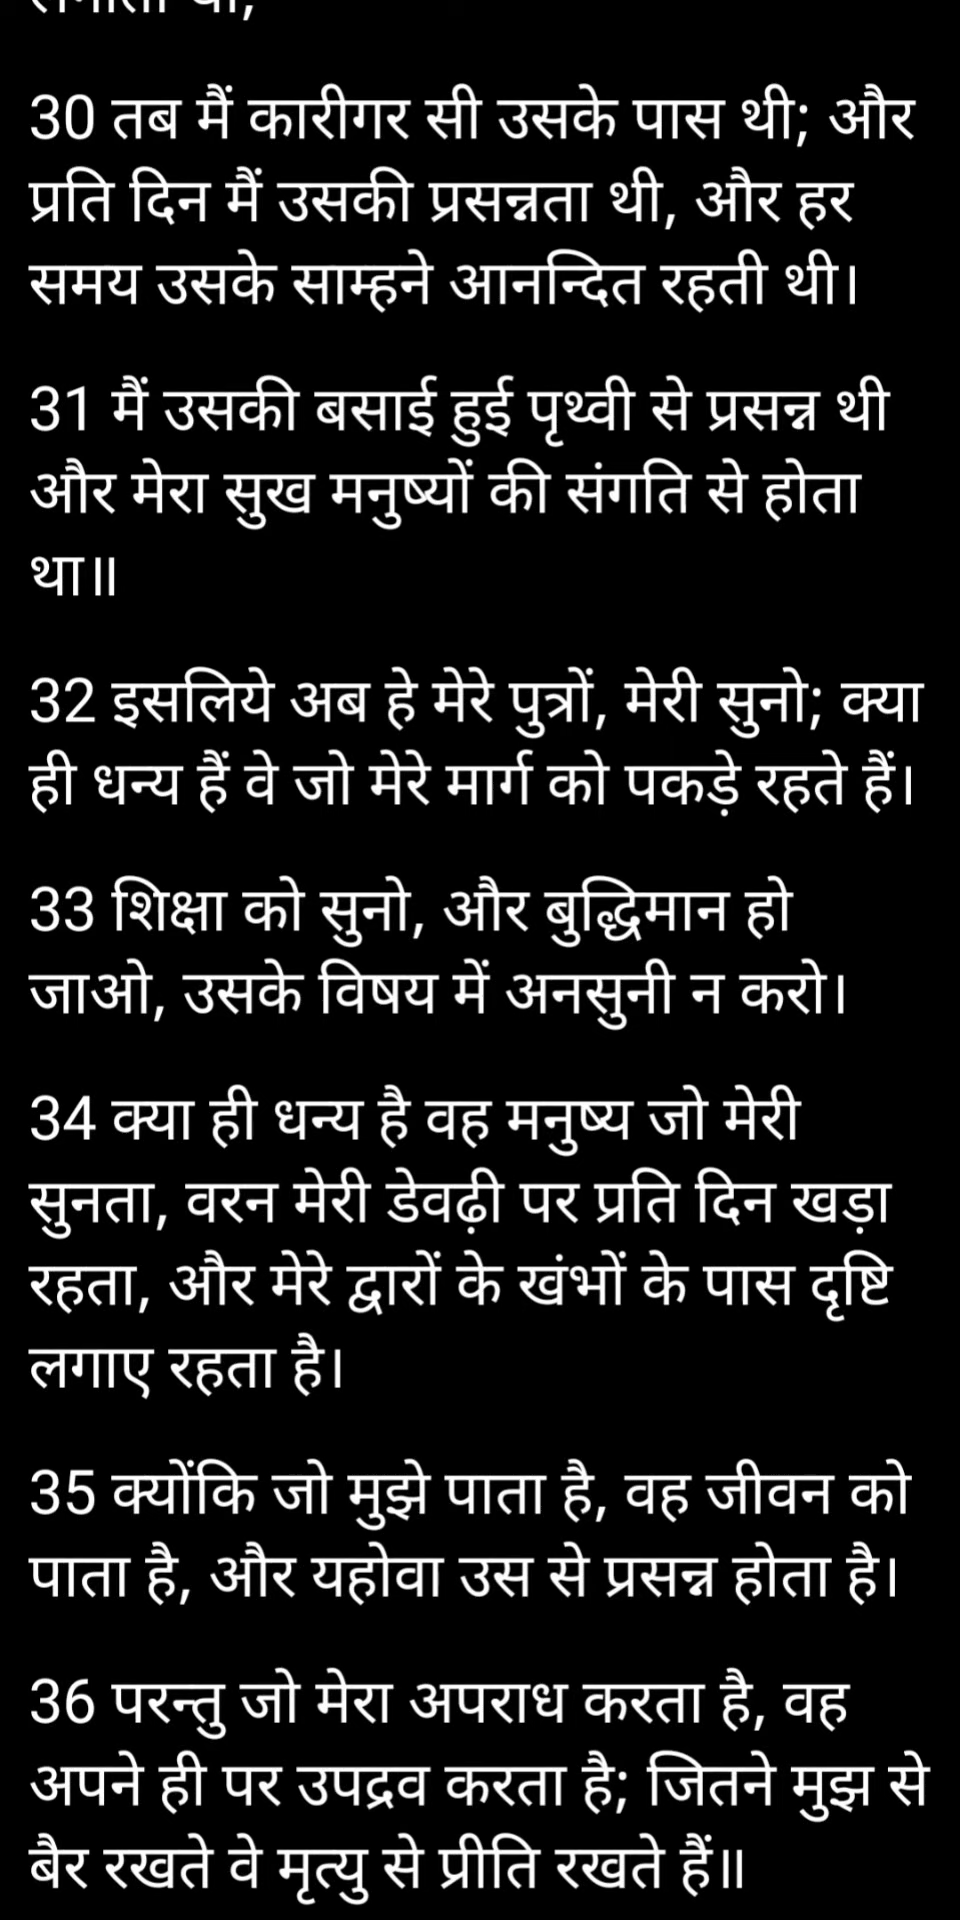 30 तब मैं कारीगर सी उसके पास थी; और
प्रति दिन मैं उसकी प्रसन्नता थी, और हर
समय उसके साम्हने आनन्दित रहती थी।
31 मैं उसकी बसाई हुई पृथ्वी से प्रसन्न थी
और मेरा सुख मनुष्यों की संगति से होता
था॥
32 इसलिये अब हे मेरे पुत्रों, मेरी सुनो; क्या
ही धन्य हैं वे जो मेरे मार्ग को पकड़े रहते हैं।
33 शिक्षा को सुनो, और बुद्धिमान हो
जाओ, उसके विषय में अनसुनी न करो।
34 क्या ही धन्य है वह मनुष्य जो मेरी
सुनता, वरन मेरी डेवढ़ी पर प्रति दिन खड़ा
रहता, और मेरे द्वारों के खंभों के पास दृष्टि
लगाए रहता है।
35 क्योंकि जो मुझे पाता है, वह जीवन को
पाता है, और यहोवा उस से प्रसन्न होता है।
36 परन्तु जो मेरा अपराध करता है, वह
अपने ही पर उपद्रव करता है; जितने मुझ से
बैर रखते वे मृत्यु से प्रीति रखते हैं॥